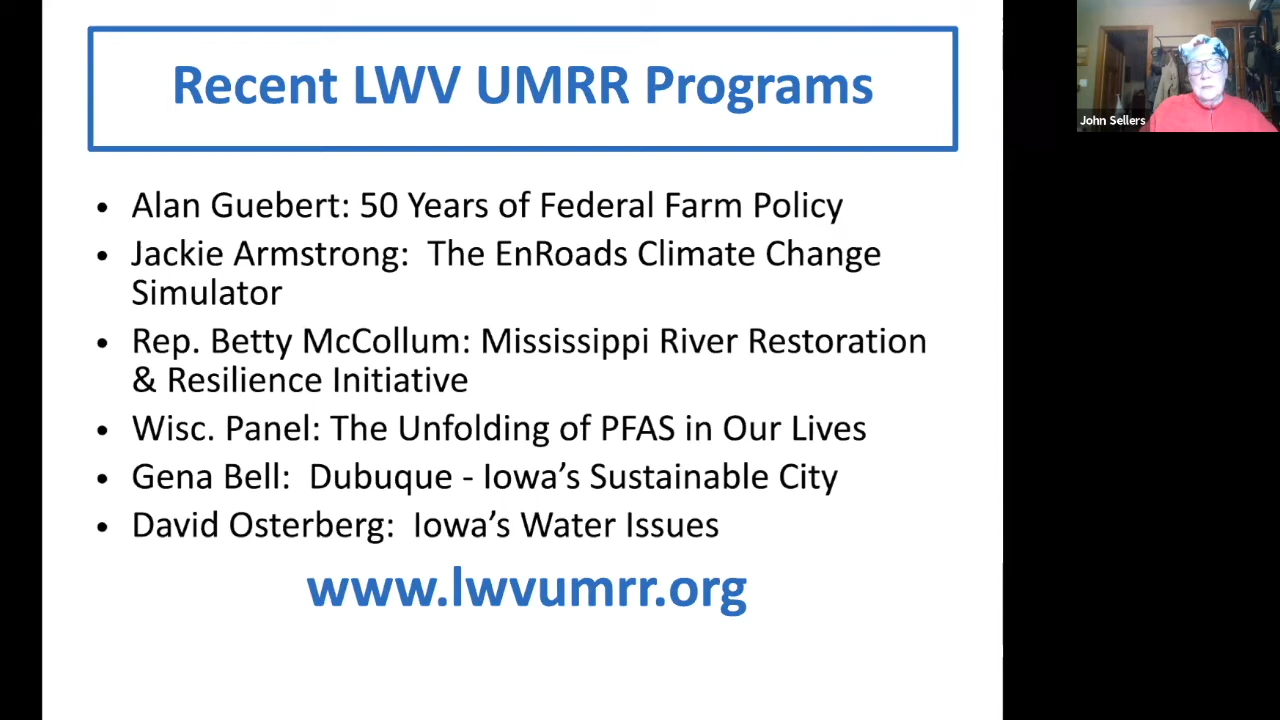 Recent LWV UMRR Programs
John Sellers
• Alan Guebert: 50 Years of Federal Farm Policy
• Jackie Armstrong:  The EnRoads Climate Change
Simulator
• Rep. Betty McCollum: Mississippi River Restoration
& Resilience Initiative
• Wisc. Panel: The Unfolding of PFAS in Our Lives
• Gena Bell:  Dubuque - Iowa’s Sustainable City
• David Osterberg:  Iowa’s Water Issues
www.lwvumrr.org